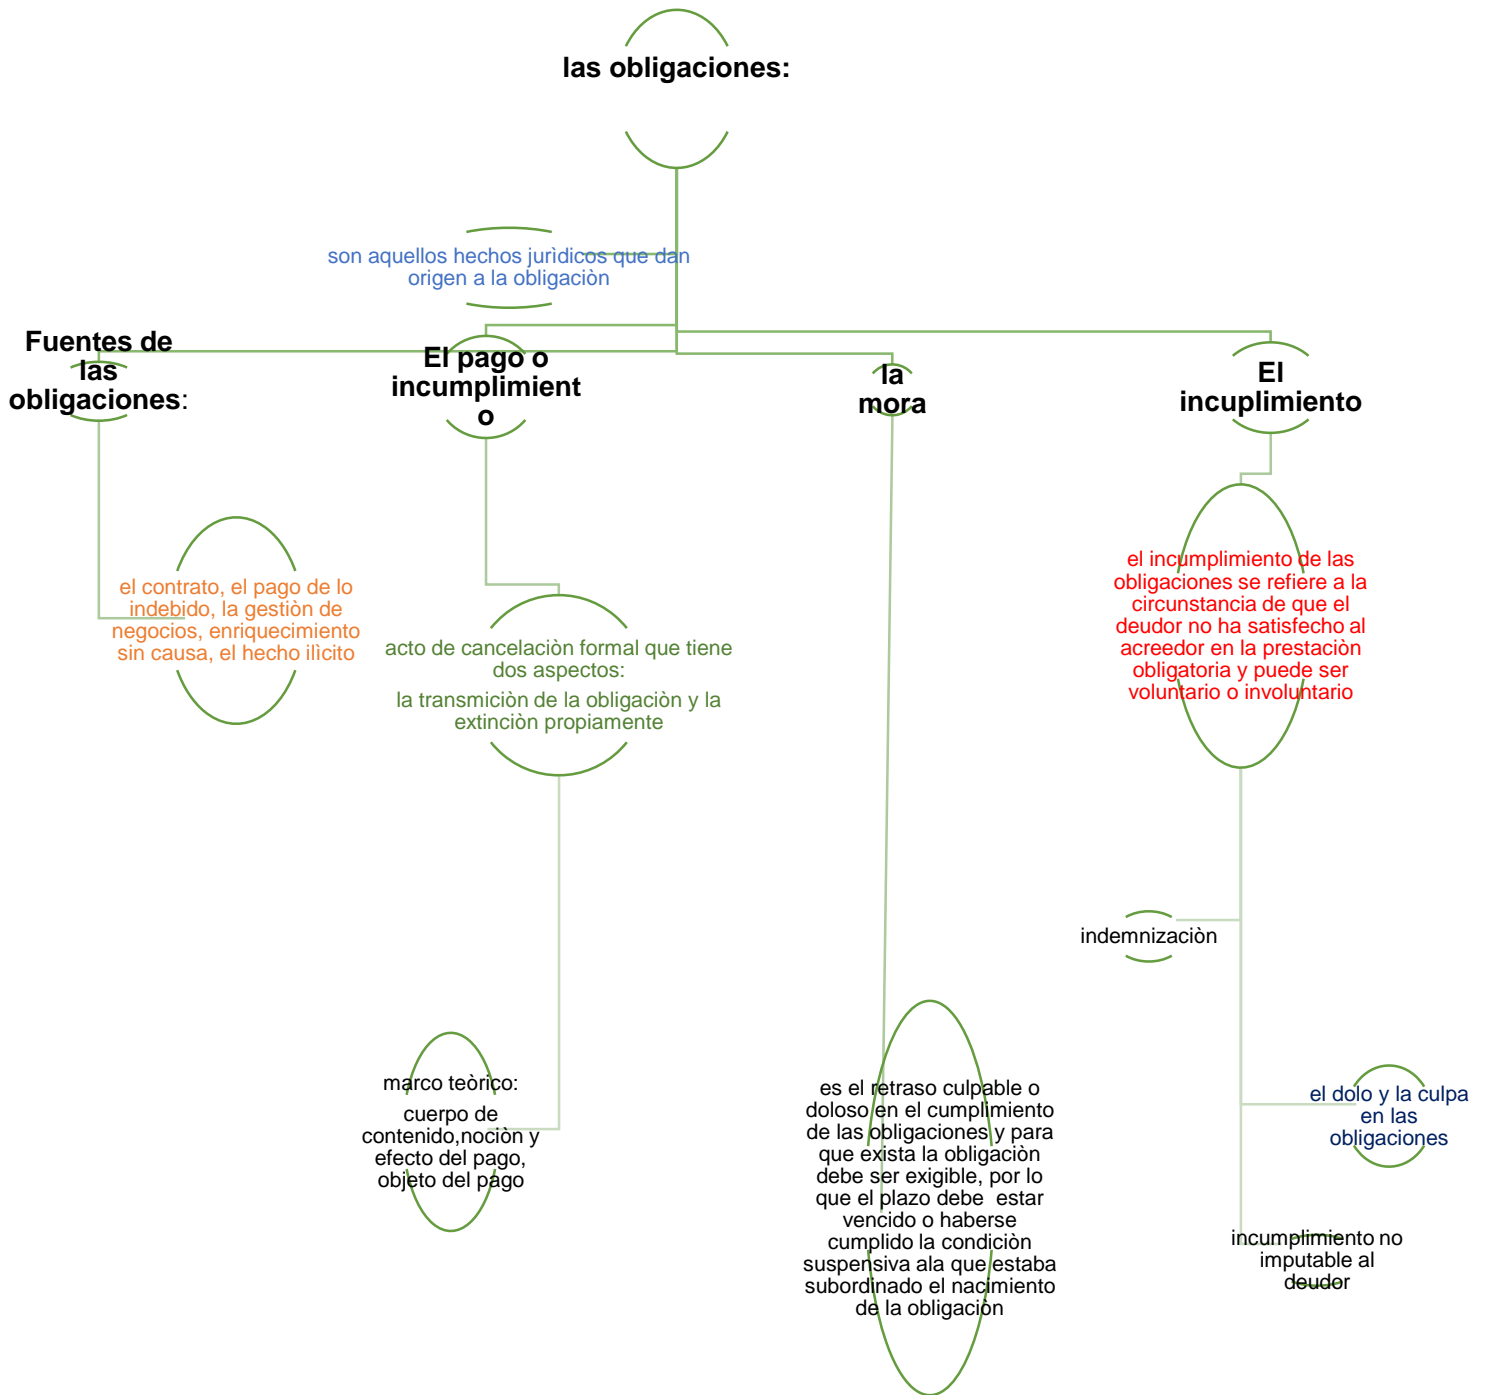 las obligaciones:
son aquellos hechos jurìdicos que dan
origen a la obligaciòn
Fuentes de
las
obligaciones:
el contrato, el pago de lo
indebido, la gestiòn de
negocios, enriquecimiento
sin causa, el hecho ilìcito
El pago o
incumplimient
o
acto de cancelaciòn formal que tiene
dos aspectos:
la transmiciòn de la obligaciòn y la
extinciòn propiamente
marco teòrico:
cuerpo de
contenido,nociòn y
efecto del pago,
objeto del pago
la
mora
es el retraso culpable o
doloso en el cumplimiento
de las obligaciones y para
que exista la obligaciòn
debe ser exigible, por lo
que el plazo debe  estar
vencido o haberse
cumplido la condiciòn
suspensiva ala que estaba
subordinado el nacimiento
de la obligaciòn
El
incuplimiento
el incumplimiento de las
obligaciones se refiere a la
circunstancia de que el
deudor no ha satisfecho al
acreedor en la prestaciòn
obligatoria y puede ser
voluntario o involuntario
indemnizaciòn
el dolo y la culpa
en las
obligaciones
incumplimiento no
imputable al
deudor